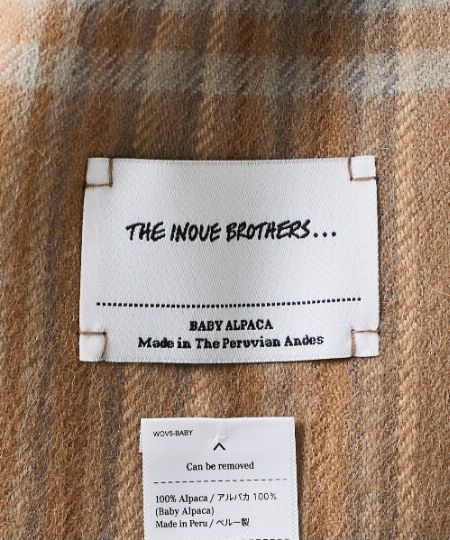 THE INOUE BROTHERS...
BABY ALPACA
Made in The Peruvian Andes
WOVS-BABY
Can be removed
100% Alpaca / アルパカ 100%
(Baby Alpaca)
Made in Peru / ペルー製